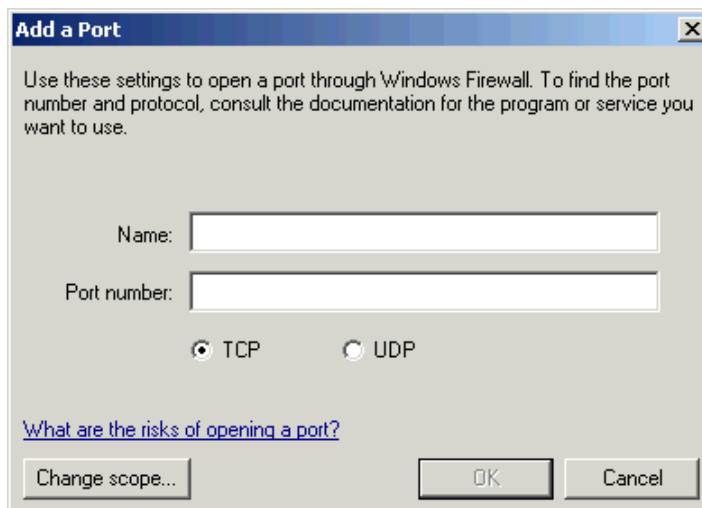 Add a Port
Use these settings to open a port through Windows Firewall. To find the port
number and protocol, consult the documentation for the program or service you
want to use.
Name:
Port number:
TCP UDP
What are the risks of opening a port?
Change scope... OK Cancel